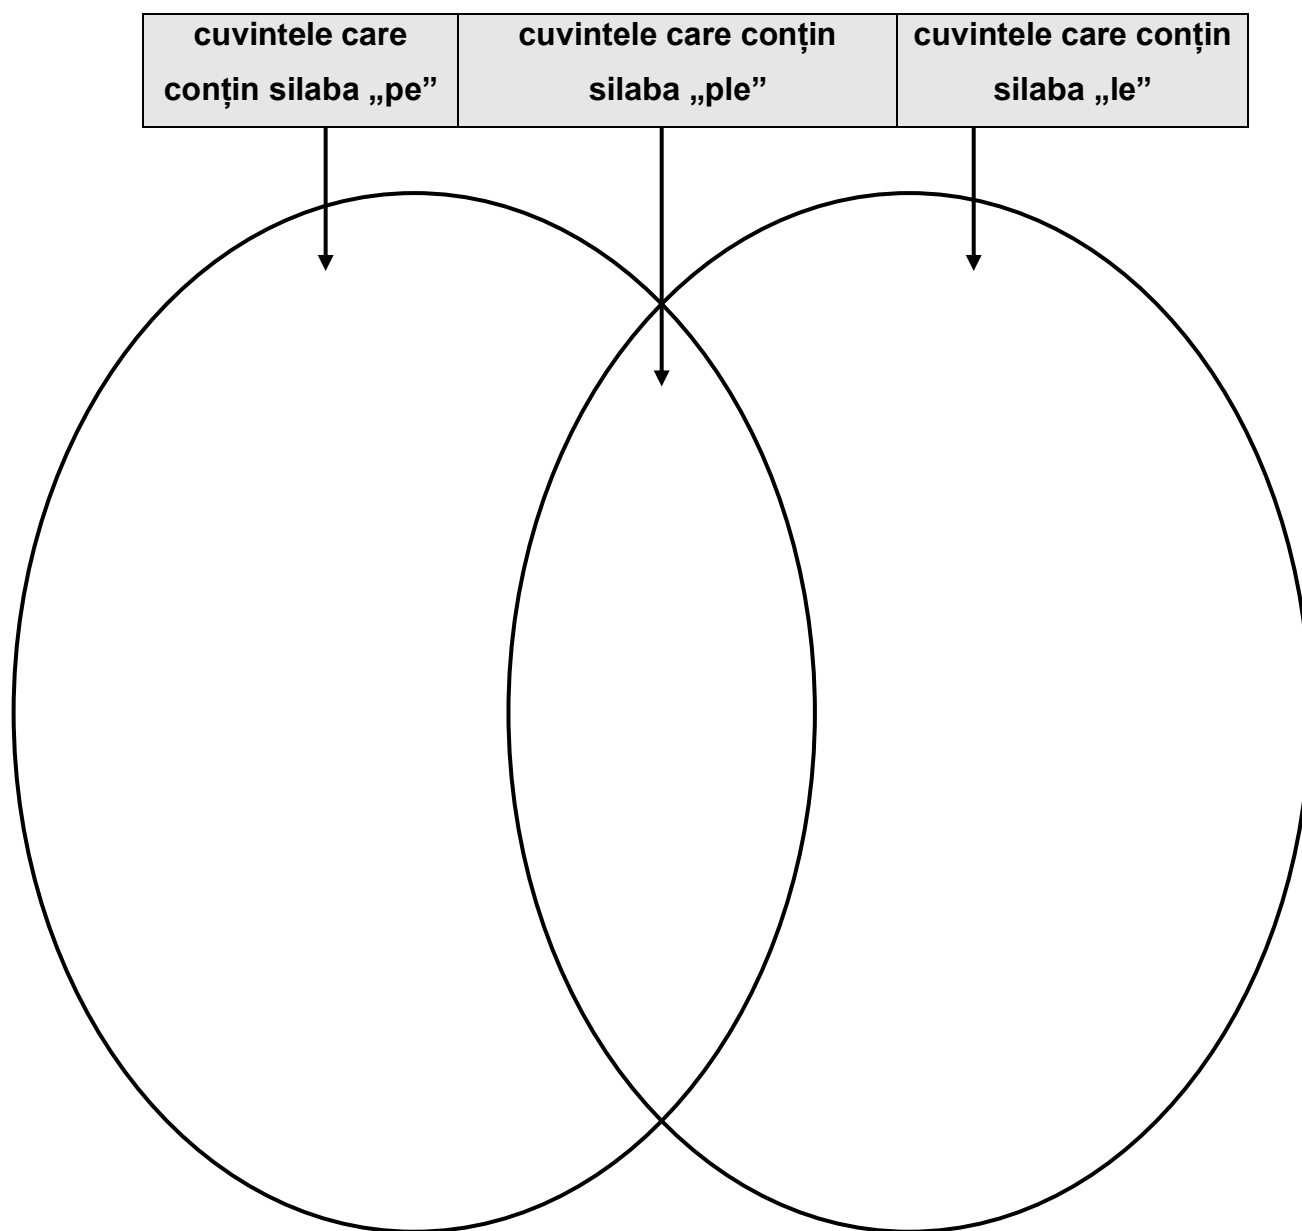 cuvintele care
conțin silaba „pe”
cuvintele care conțin
silaba „ple”
cuvintele care conțin
silaba „le”